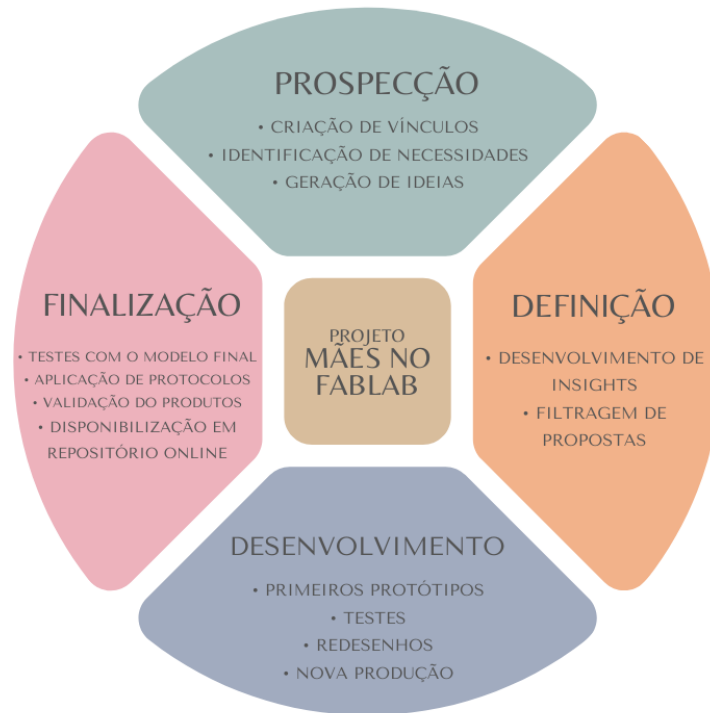 PROSPECÇÃO
• CRIAÇÃO DE VÍNCULOS
• IDENTIFICAÇÃO DE NECESSIDADES
• GERAÇÃO DE IDEIAS
DEFINIÇÃO
• DESENVOLVIMENTO DE
INSIGHTS
• FILTRAGEM DE
PROPOSTAS
DESENVOLVIMENTO
• PRIMEIROS PROTÓTIPOS
• TESTES
• REDESENHOS
• NOVA PRODUÇÃO
FINALIZAÇÃO
• TESTES COM O MODELO FINAL
• APLICAÇÃO DE PROTOCOLOS
• VALIDAÇÃO DO PRODUTOS
• DISPONIBILIZAÇÃO EM
REPOSITÓRIO ONLINE
PROJETO
MÃES NO
FABLAB